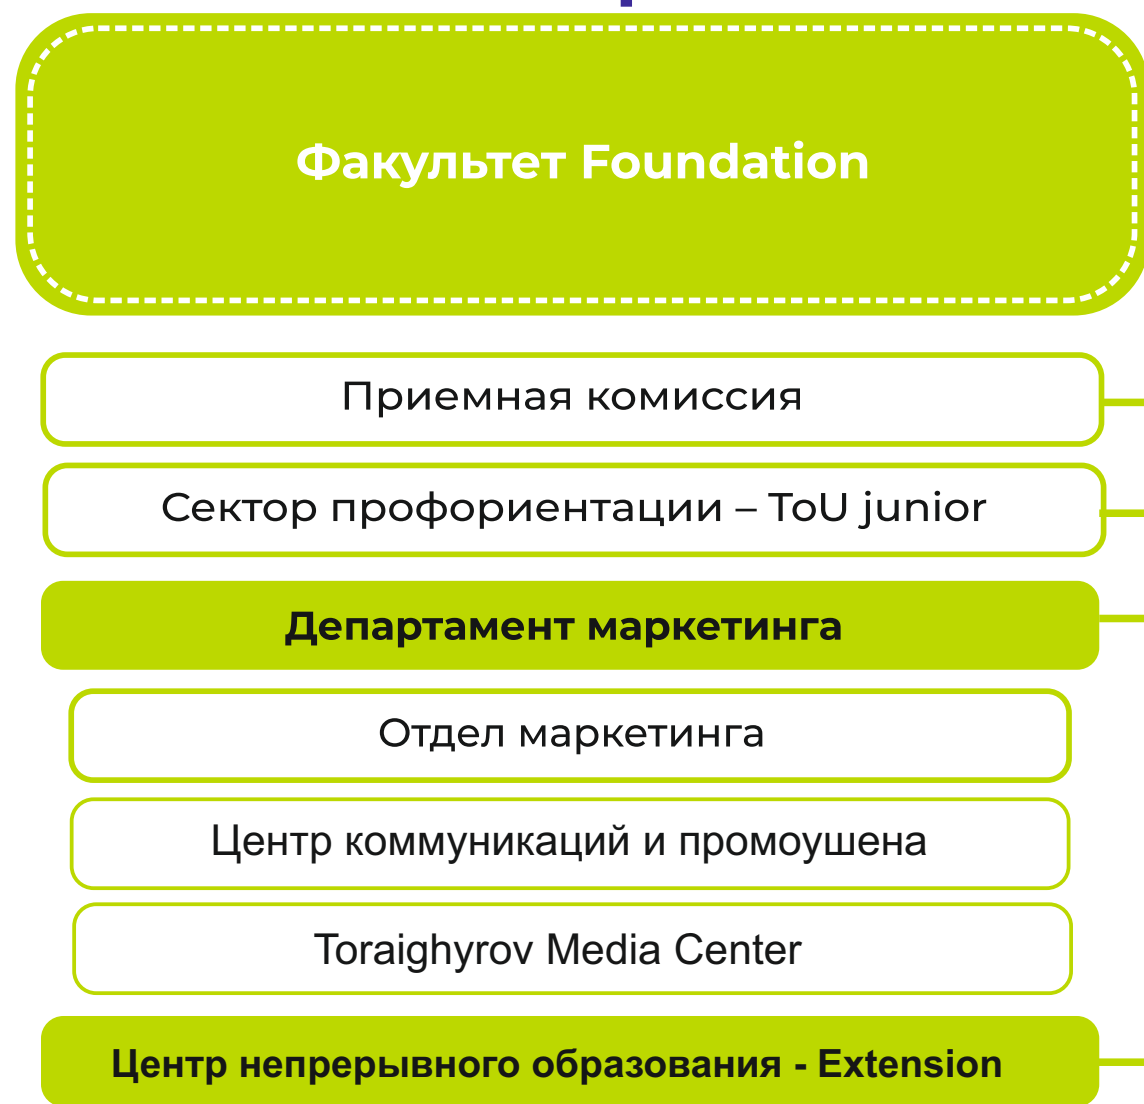 Факультет Foundation
Приемная комиссия
Сектор профориентации – ToU junior
Департамент маркетинга
Отдел маркетинга
Центр коммуникаций и промоушена
Toraighyrov Media Center
Центр непрерывного образования - Extension